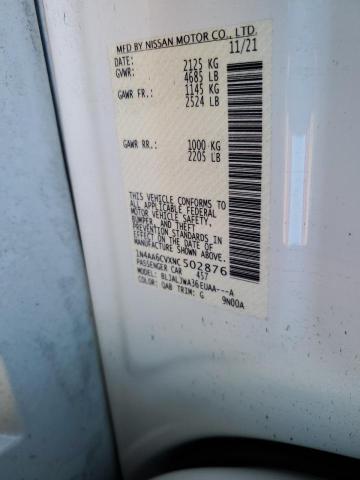 MFD BY NISSAN MOTOR CO., LTD.
DATE: 11/21
GVWR: 2125 KG
4685 LB
GAWR FR.: 1145 KG
2524 LB
GAWR RR.: 1000 KG
2205 LB
THIS VEHICLE CONFORMS TO
ALL APPLICABLE FEDERAL
MOTOR VEHICLE SAFETY,
BUMPER, AND THEFT
PREVENTION STANDARDS IN
EFFECT ON THE DATE OF
MANUFACTURE SHOWN ABOVE.
1N4AA6CVXNC502876
PASSENGER CAR 457
MODEL: BLJALJWA36EUAA---A
COLOR: QAB TRIM: G 9N00A